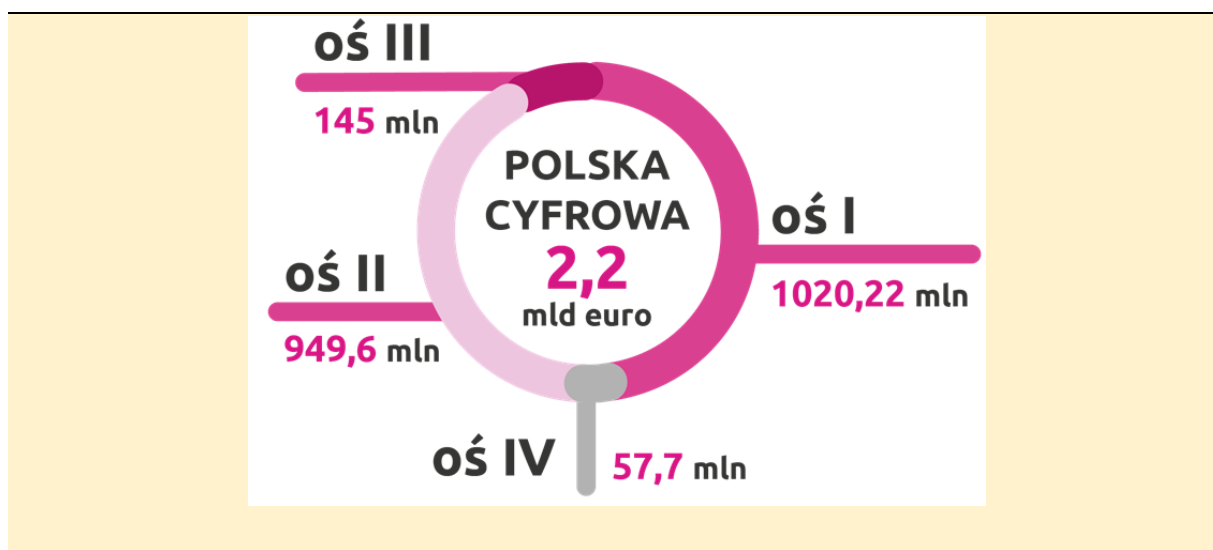 oś III
145 mln
POLSKA
CYFROWA
2,2
mld euro
oś I
1020,22 mln
oś II
949,6 mln
oś IV
57,7 mln